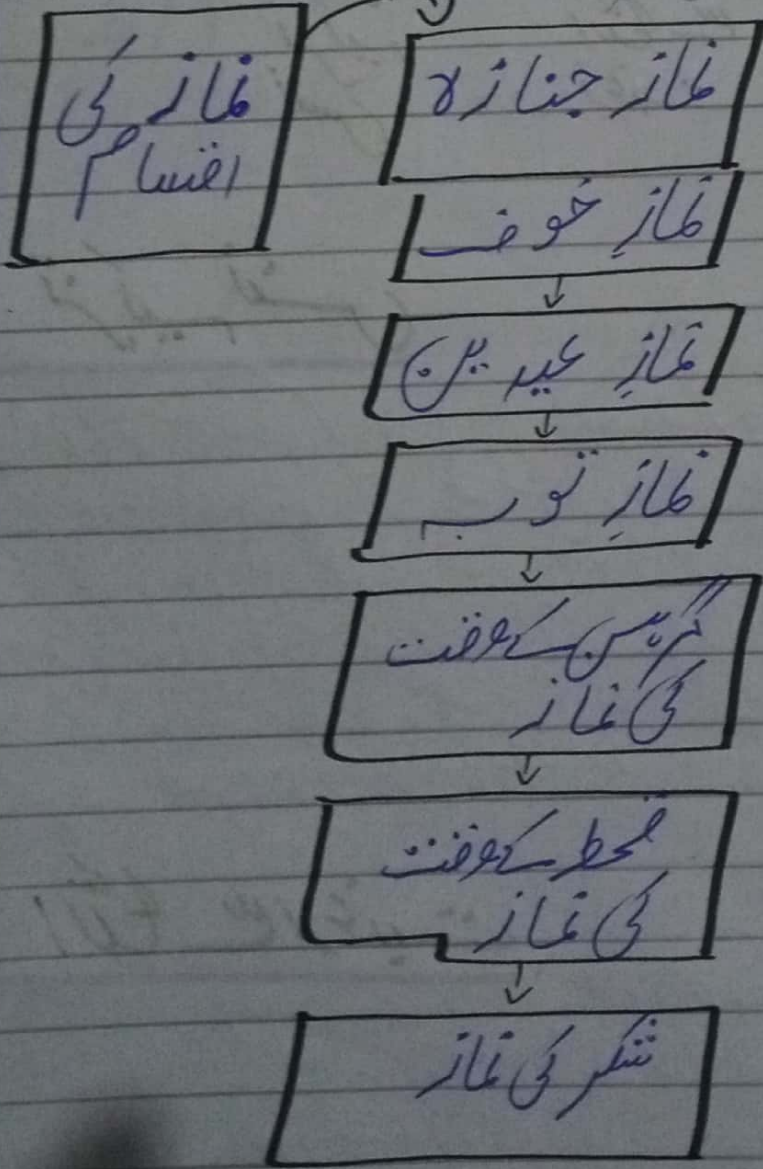 نماز کی
اقسام
نماز جنازہ
نمازِ خوف
نمازِ عیدین
نمازِ توبہ
گرہن کے وقت
کی نماز
قحط کے وقت
کی نماز
شکر کی نماز